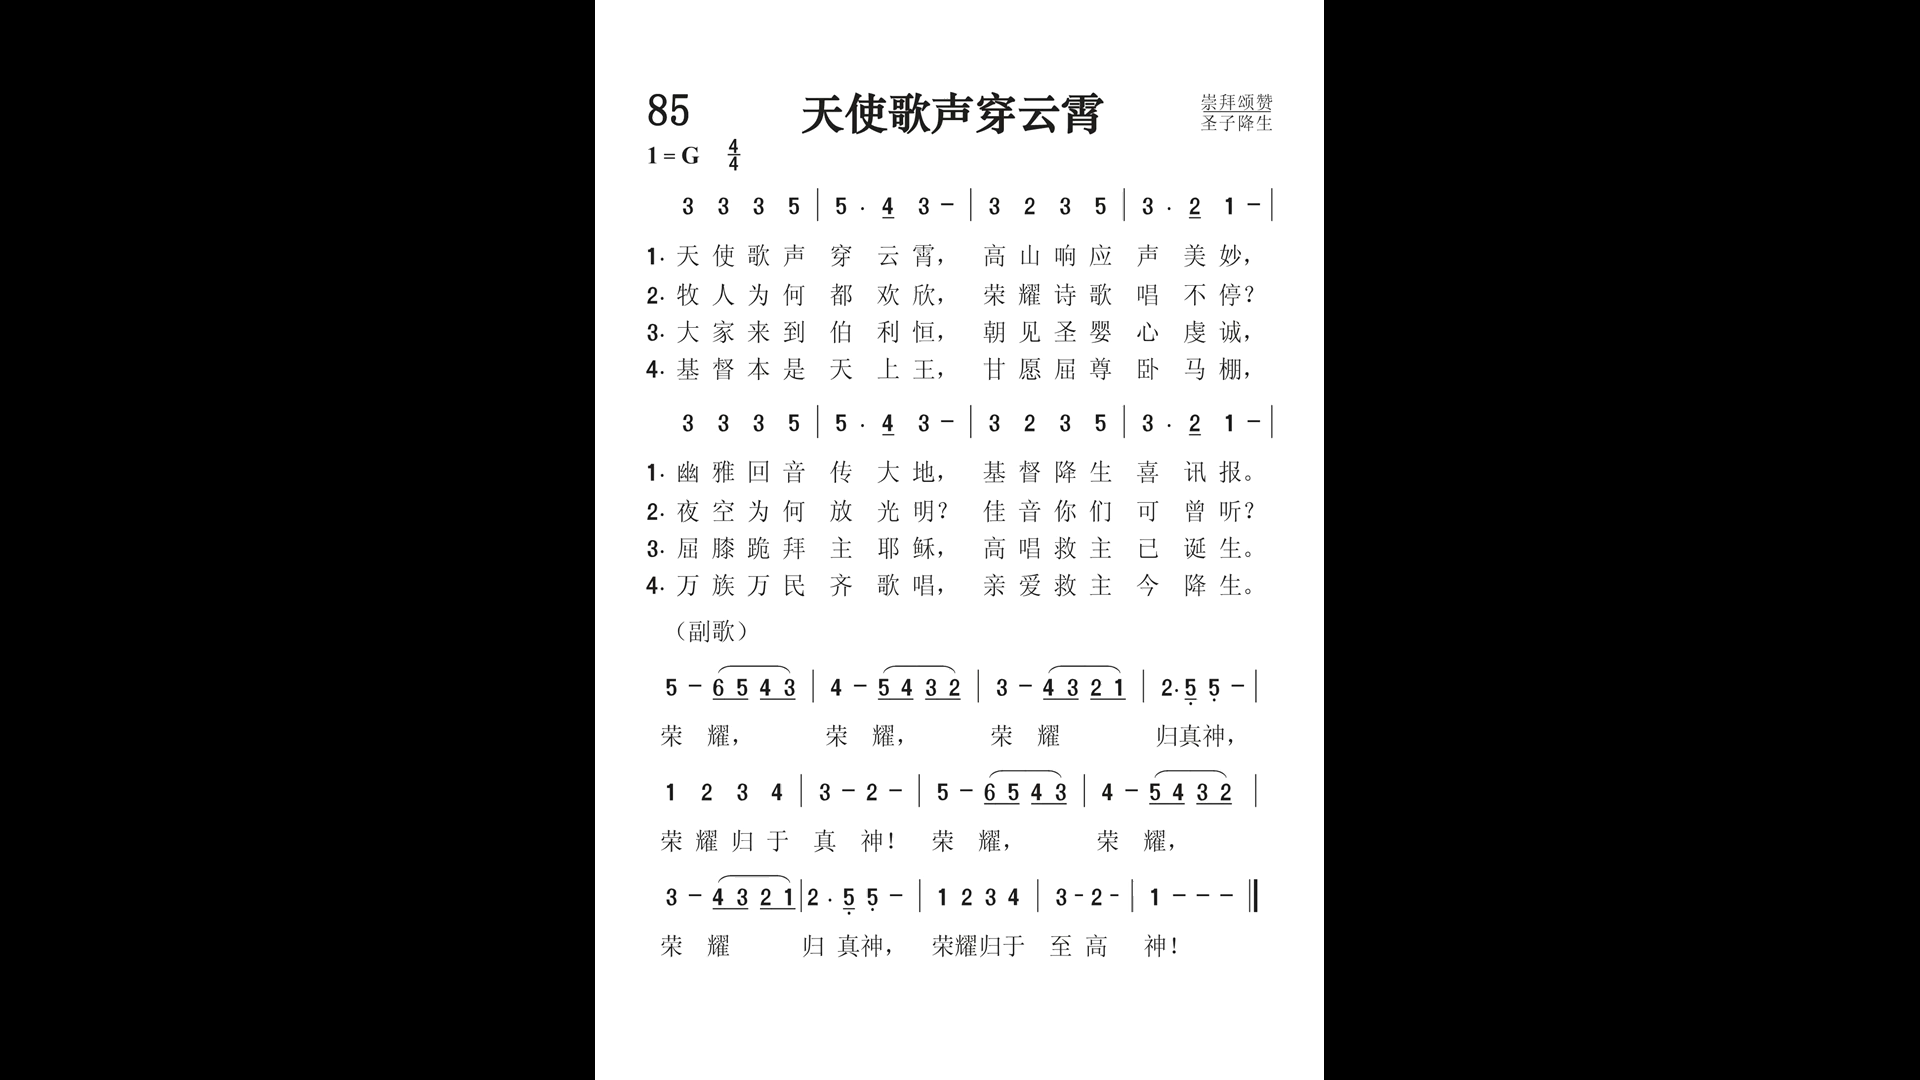 85 天使歌声穿云霄 崇拜颂赞
圣子降生
1=G 4/4
3 3 3 5 | 5 · 4 3 – | 3 2 3 5 | 3 · 2 1 – |
1. 天使歌声 穿云霄， 高山响应 声美妙，
2. 牧人为何 都欢欣， 荣耀诗歌 唱不停？
3. 大家来到 伯利恒， 朝见圣婴 心虔诚，
4. 基督本是 天上王， 甘愿屈尊 卧马棚，
3 3 3 5 | 5 · 4 3 – | 3 2 3 5 | 3 · 2 1 – |
1. 幽雅回音 传大地， 基督降生 喜讯报。
2. 夜空为何 放光明？ 佳音你们 可曾听？
3. 屈膝跪拜 主耶稣， 高唱救主 已诞生。
4. 万族万民 齐歌唱， 亲爱救主 今降生。
（副歌）
5 – 6 5 4 3 | 4 – 5 4 3 2 | 3 – 4 3 2 1 | 2 · 5 5 – |
荣耀， 荣耀， 荣耀 归真神，
1 2 3 4 | 3 – 2 – | 5 – 6 5 4 3 | 4 – 5 4 3 2 |
荣耀归于 真神！ 荣耀， 荣耀，
3 – 4 3 2 1 | 2 · 5 5 – | 1 2 3 4 | 3 - 2 - | 1 – – – ‖
荣耀 归真神， 荣耀归于 至高 神！